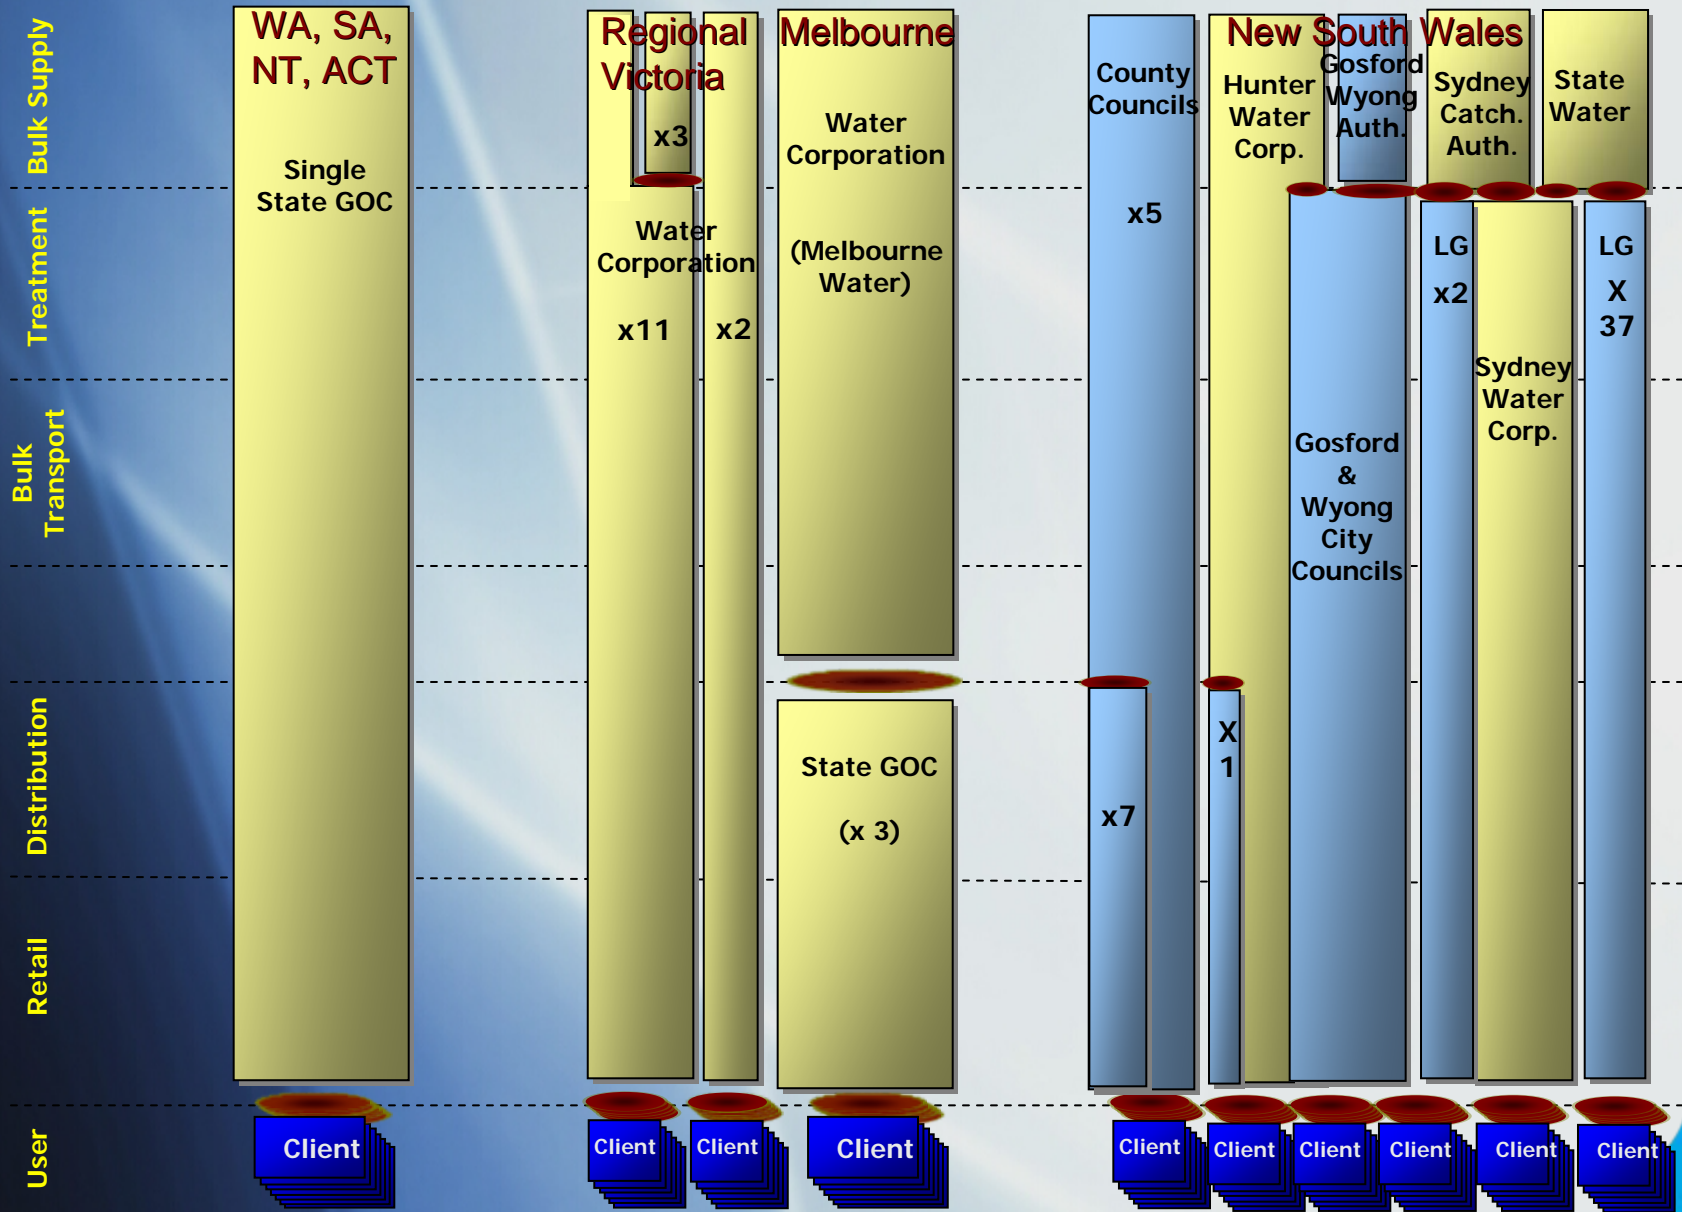 Bulk Supply
Treatment
Bulk
Transport
Distribution
Retail
User
WA, SA,
NT, ACT
Single
State GOC
Client
Regional
Victoria
x3
Water
Corporation
x11
x2
Client
Client
Melbourne
Water
Corporation
(Melbourne
Water)
State GOC
(x 3)
Client
New South Wales
County
Councils
x5
x7
Client
Hunter
Water
Corp.
X
1
Client
Gosford
Wyong
Auth.
Gosford
&
Wyong
City
Councils
Client
Sydney
Catch.
Auth.
LG
x2
Client
Sydney
Water
Corp.
Client
State
Water
LG
X
37
Client